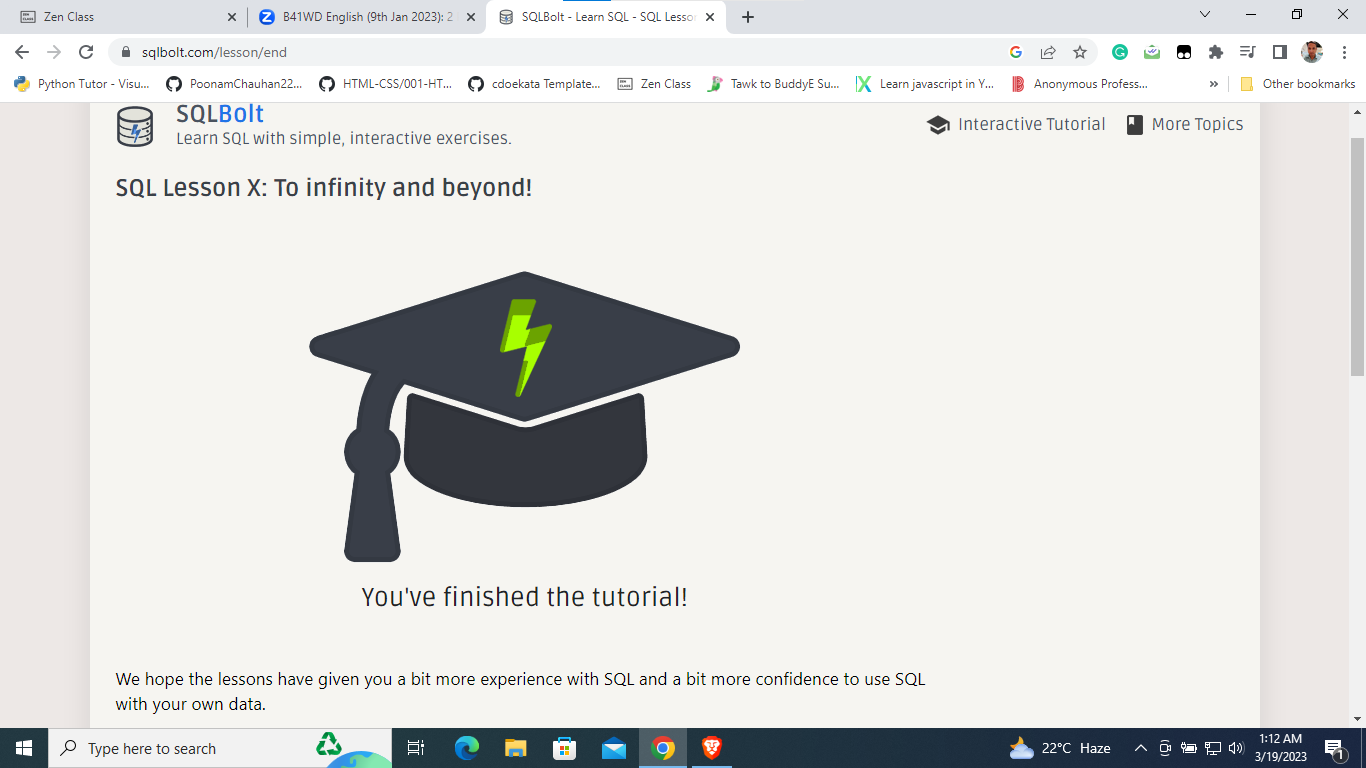 Zen Class
B41WD English (9th Jan 2023): 2
SQLBolt - Learn SQL - SQL Lesson
sqlbolt.com/lesson/end
Python Tutor - Visu...
PoonamChauhan22...
HTML-CSS/001-HT...
cdoekata Template...
Zen Class
Tawk to BuddyE Su...
Learn javascript in Y...
Anonymous Profess...
»
Other bookmarks
SQLBolt
Learn SQL with simple, interactive exercises.
Interactive Tutorial
More Topics
SQL Lesson X: To infinity and beyond!
You've finished the tutorial!
We hope the lessons have given you a bit more experience with SQL and a bit more confidence to use SQL
with your own data.
Type here to search
22°C Haze
1:12 AM
3/19/2023
1